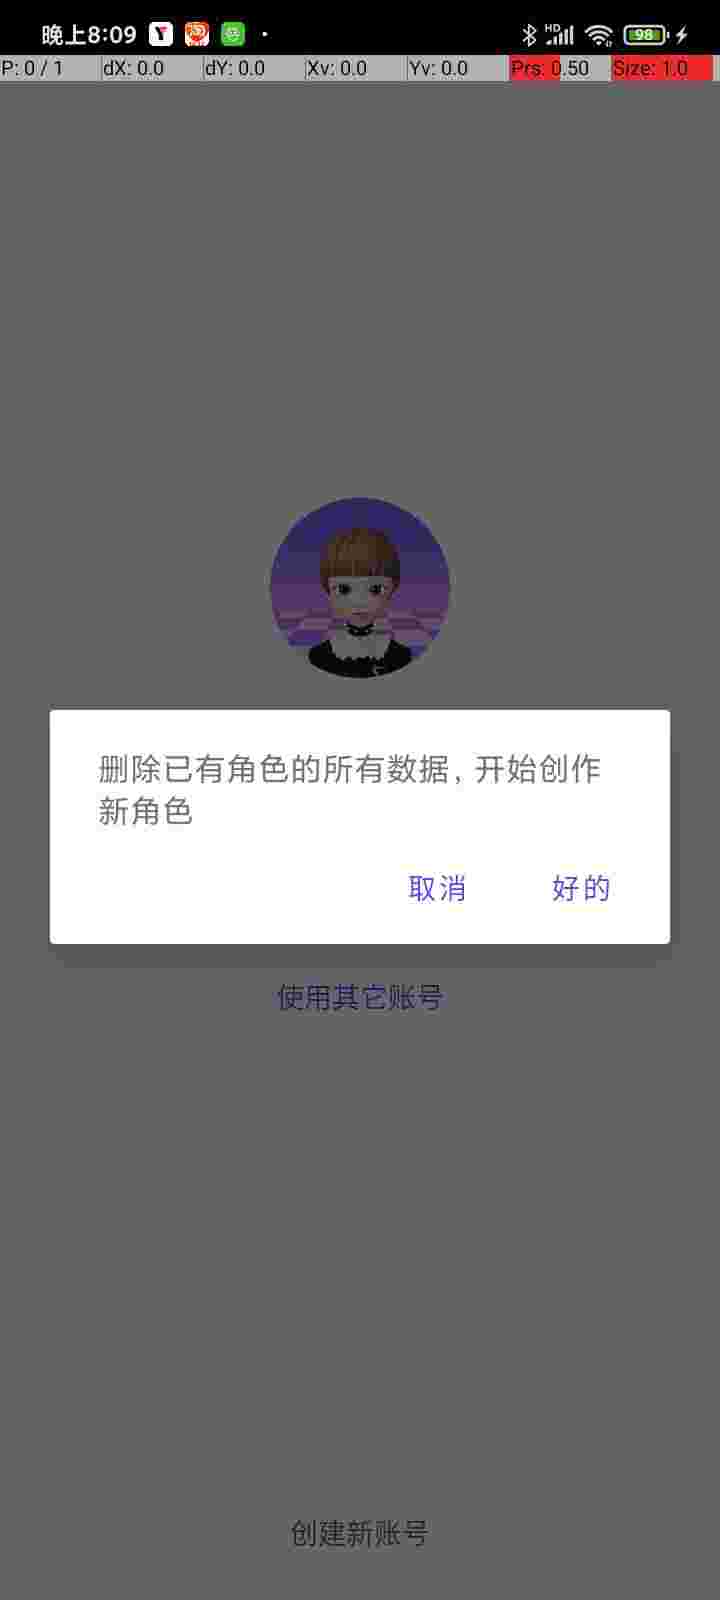 晚上8:09
HD
98
P: 0 / 1
dX: 0.0
dY: 0.0
Xv: 0.0
Yv: 0.0
Prs: 0.50
Size: 1.0
删除已有角色的所有数据，开始创作
新角色
取消
好的
使用其它账号
创建新账号